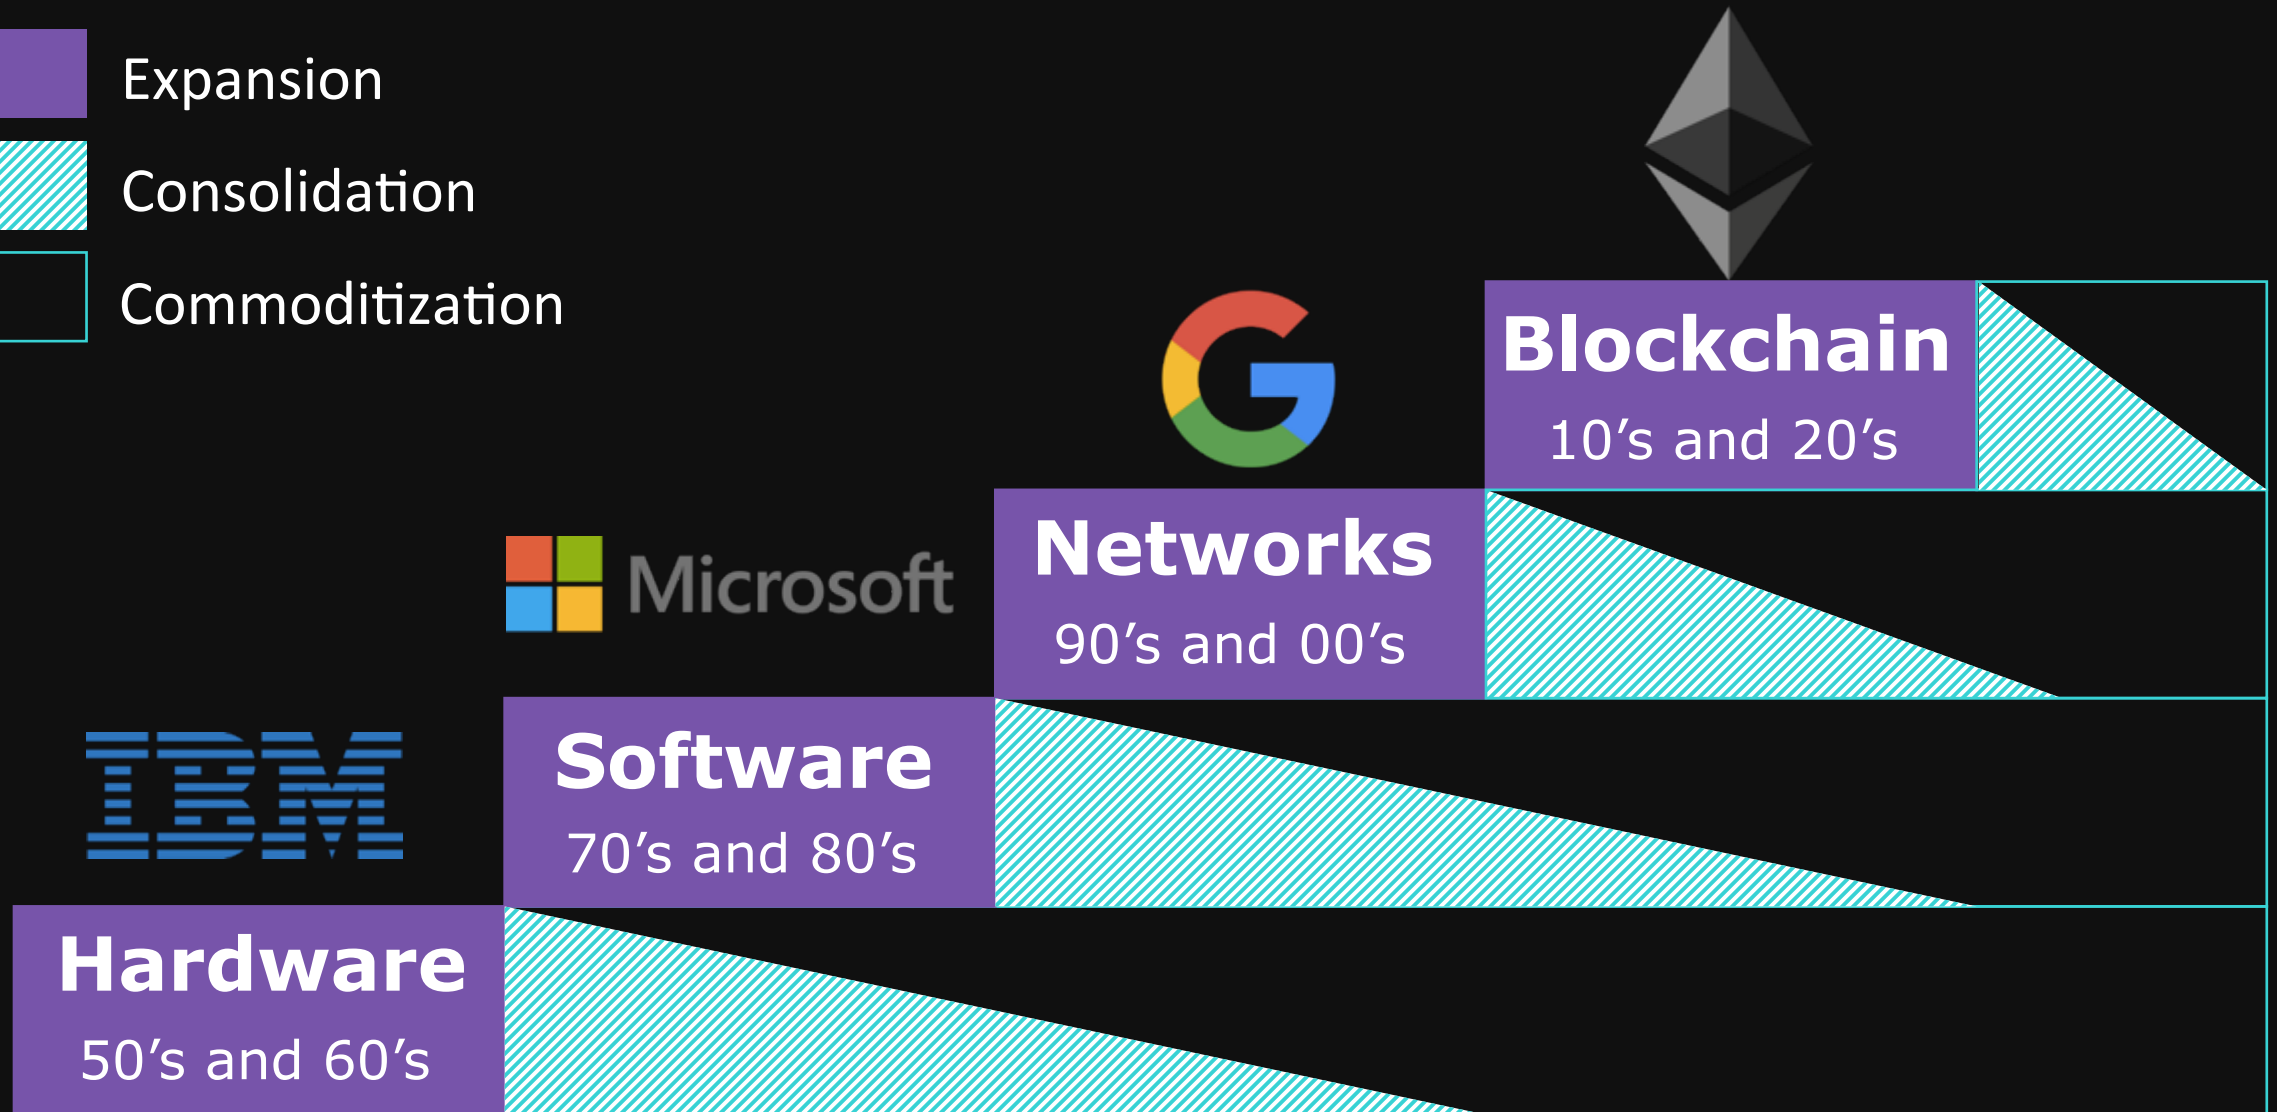 Expansion
Consolidation
Commoditization
Blockchain
10’s and 20’s
Networks
90’s and 00’s
Microsoft
Software
70’s and 80’s
IBM
Hardware
50’s and 60’s